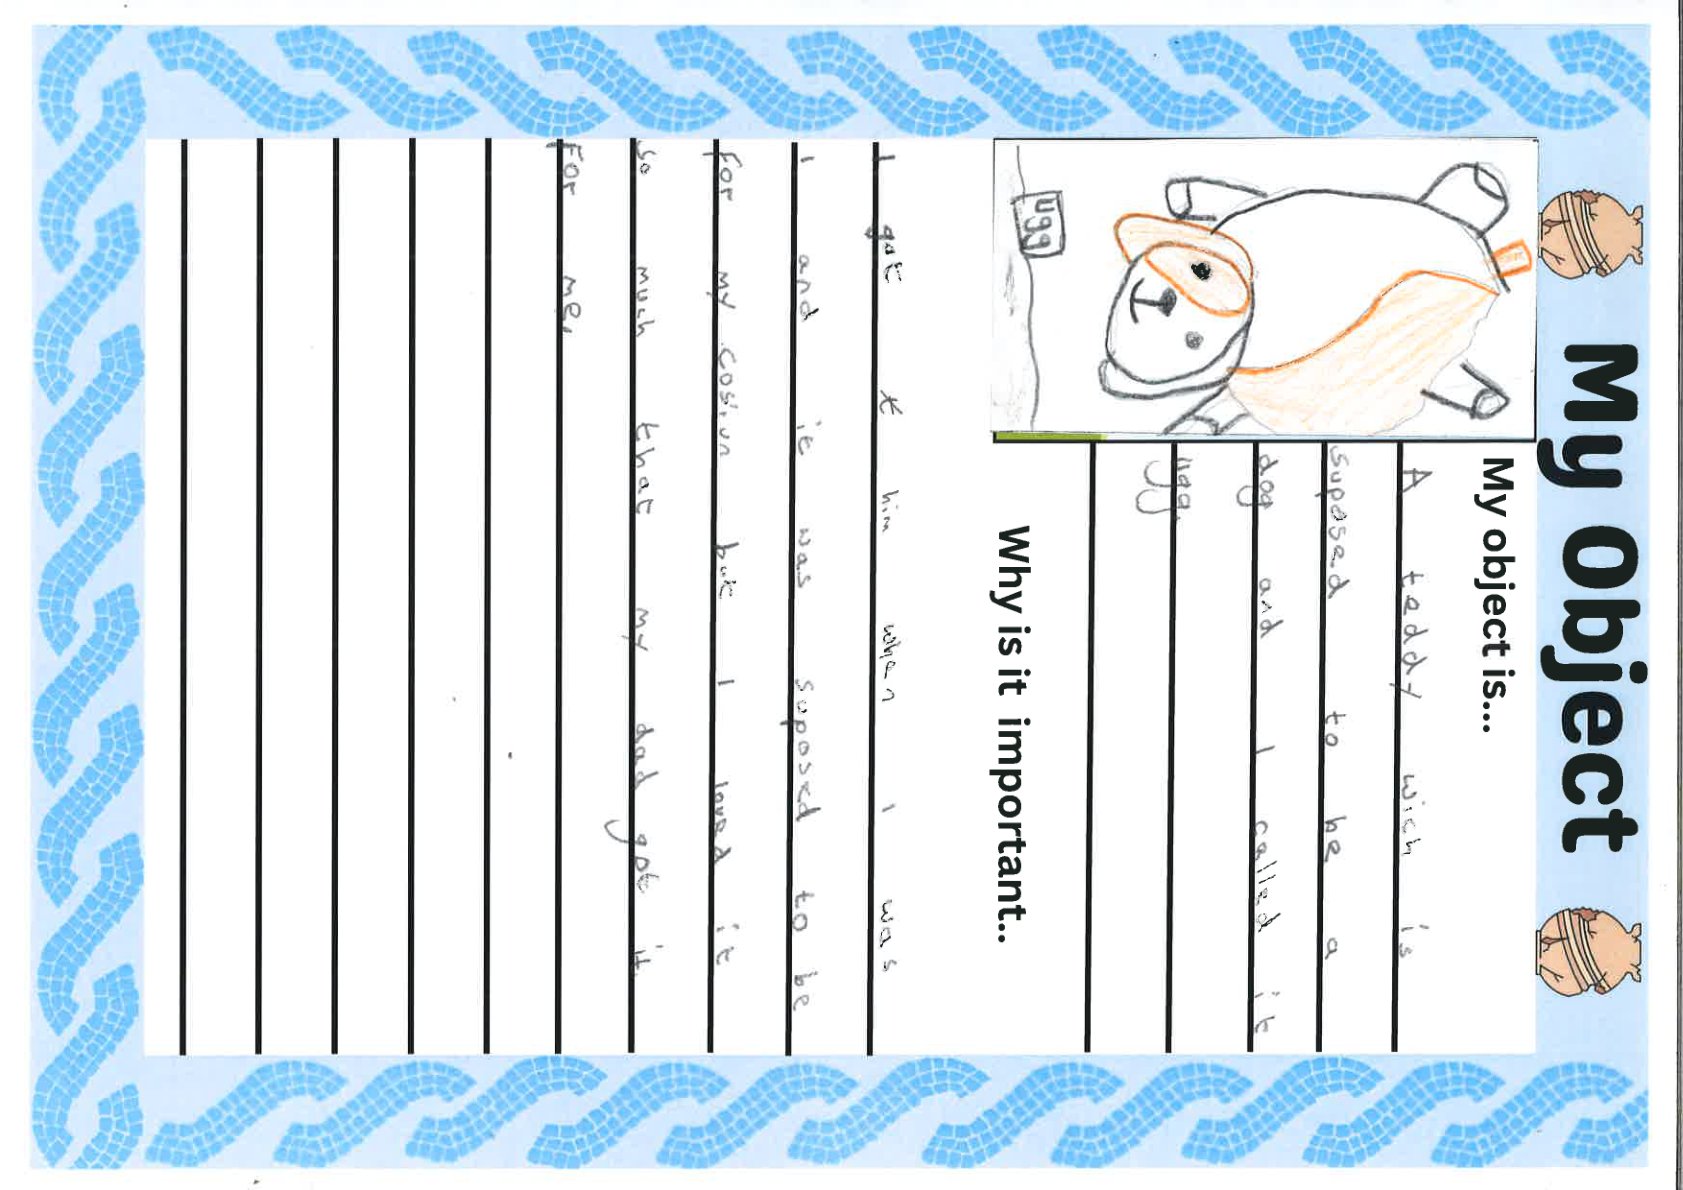 My Object
My object is...
A teddy wich is
suposed to be a
dog and I called it
ugg.
ugg
Why is it important..
I got t him when I was
1 and it was suposed to be
for my cosiun but I loved it
so much that my dad got it
For me.